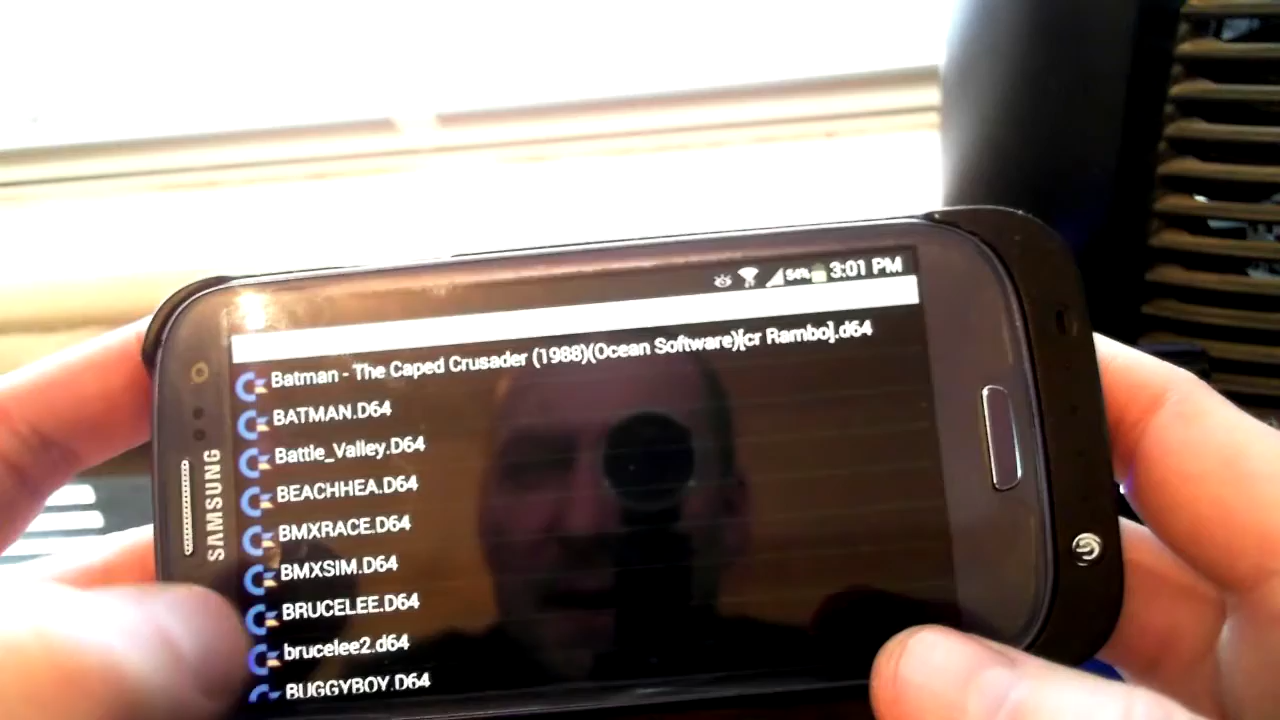 54% 3:01 PM
Batman - The Caped Crusader (1988)(Ocean Software)[cr Rambo].d64
BATMAN.D64
Battle_Valley.D64
BEACHHEA.D64
BMXRACE.D64
BMXSIM.D64
BRUCELEE.D64
brucelee2.d64
BUGGYBOY.D64
SAMSUNG